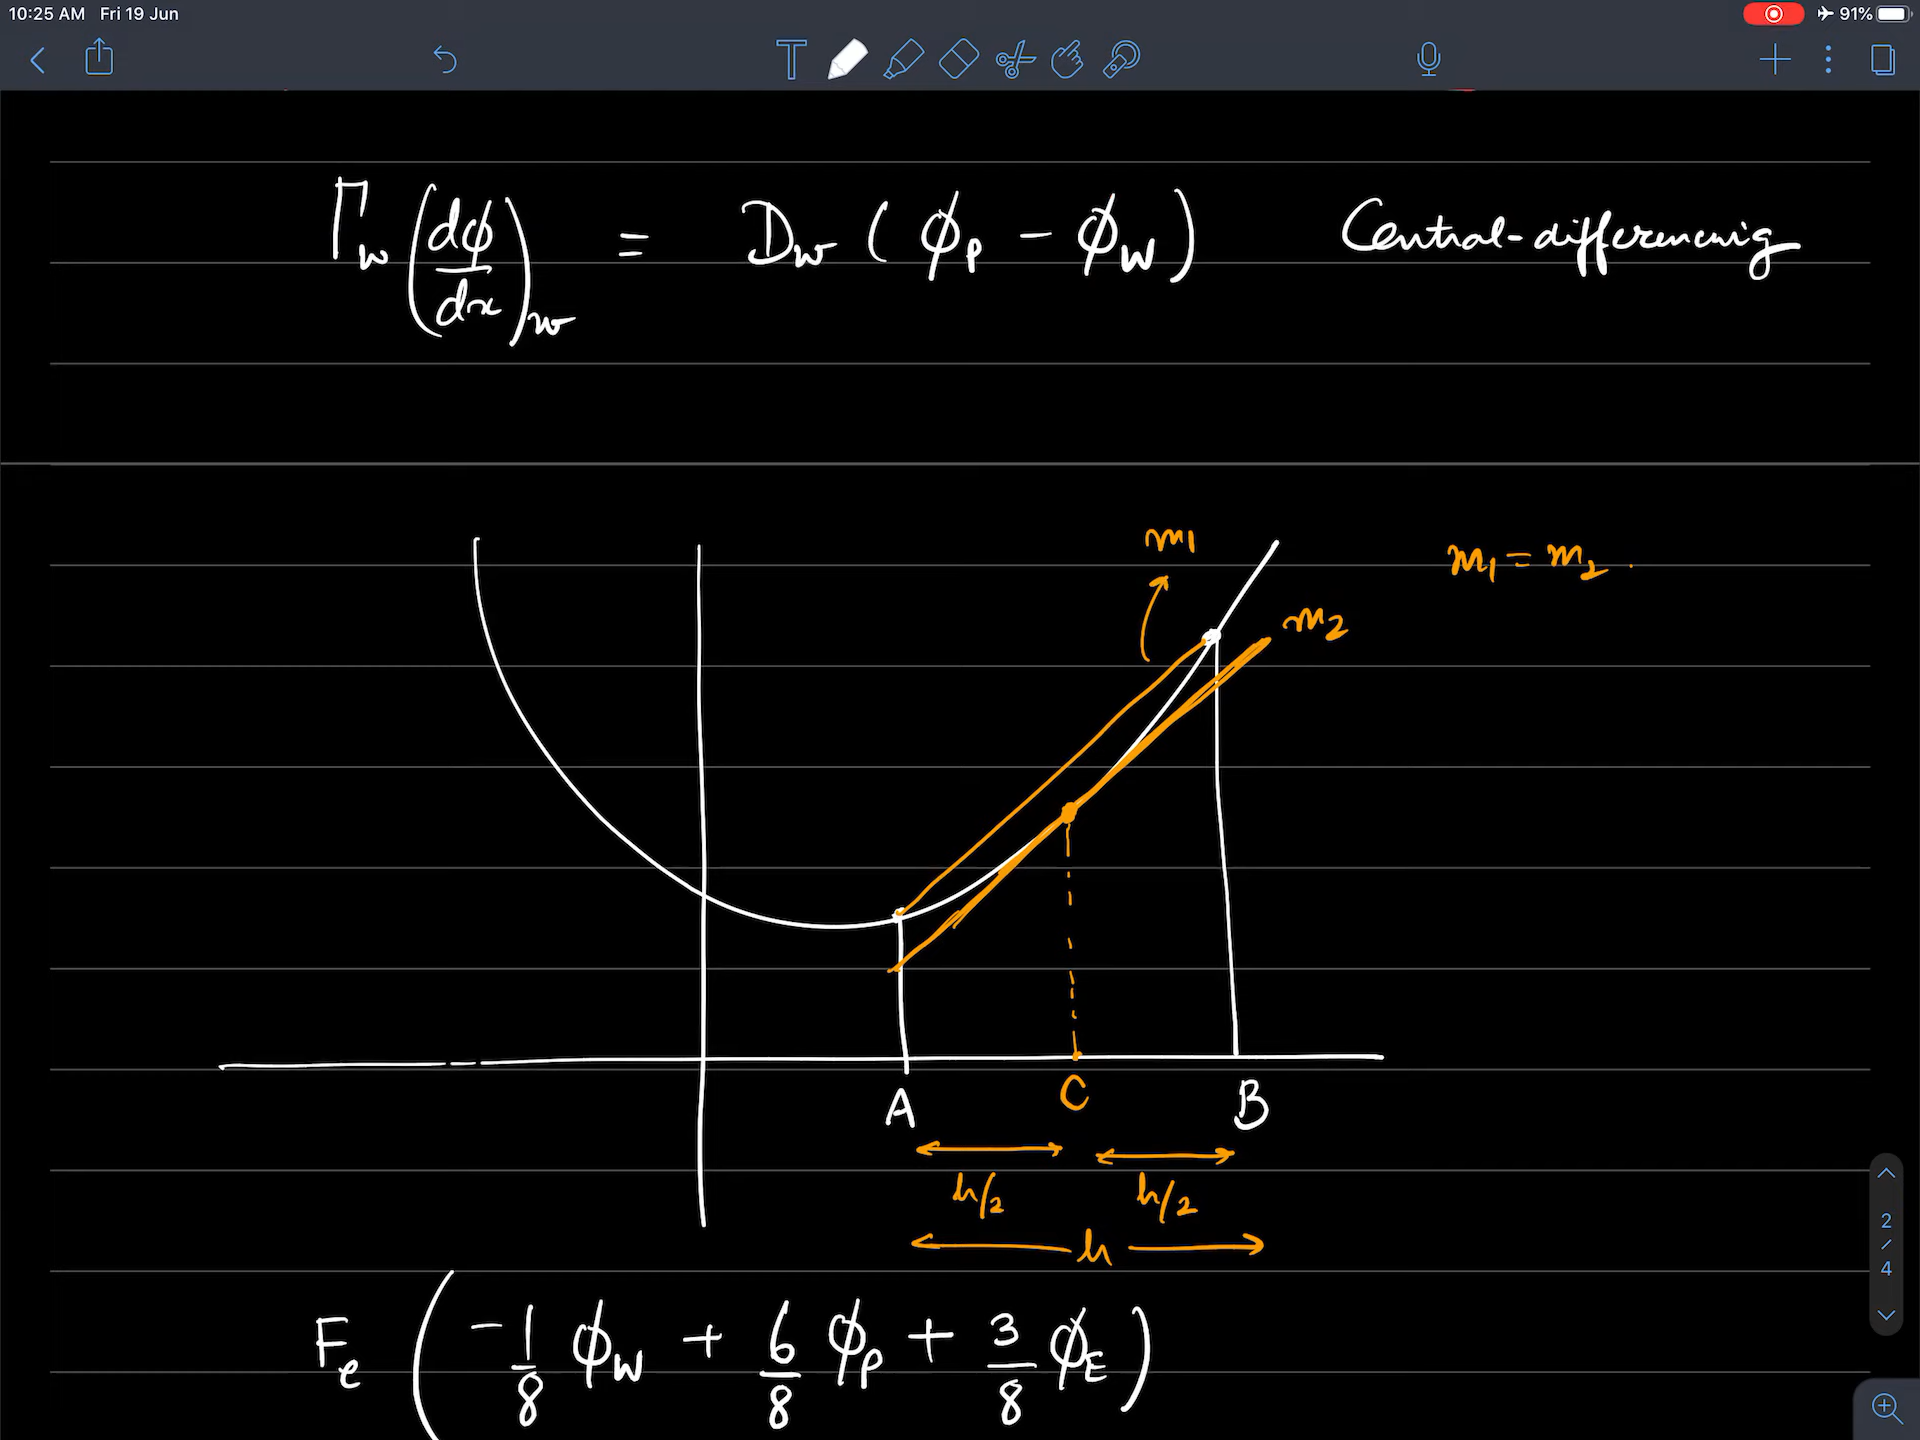 10:25 AM Fri 19 Jun 91%
Γw (dϕ/dx)w = Dw (ϕP - ϕW) Central-differencing
m1 m1 = m2 .
m2
A C B
h/2 h/2
h
2 / 4
Fe (-1/8 ϕW + 6/8 ϕP + 3/8 ϕE)